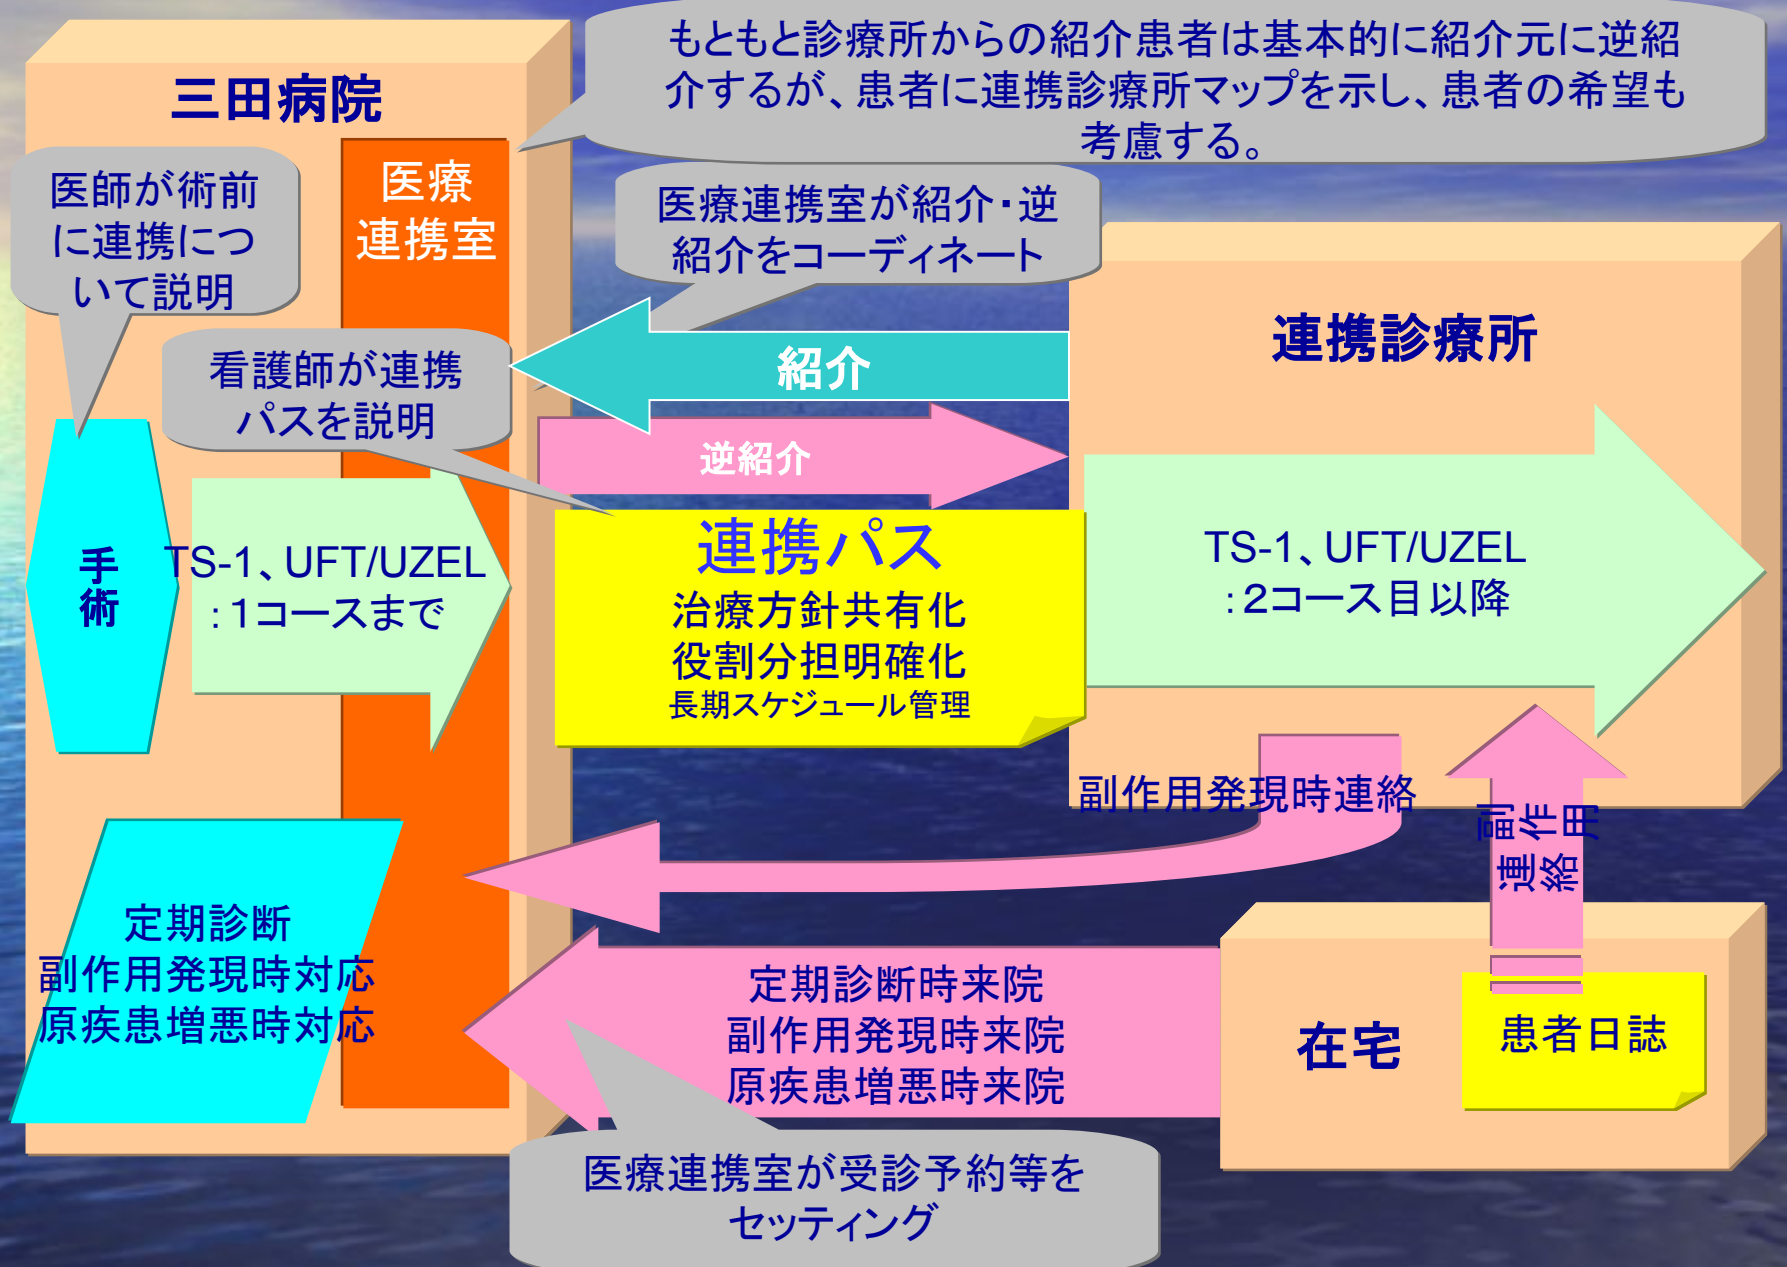 もともと診療所からの紹介患者は基本的に紹介元に逆紹
介するが、患者に連携診療所マップを示し、患者の希望も
考慮する。
三田病院
医療
連携室
医師が術前
に連携につ
いて説明
医療連携室が紹介・逆
紹介をコーディネート
連携診療所
看護師が連携
パスを説明
紹介
逆紹介
手
術
TS-1、UFT/UZEL
:1コースまで
連携パス
治療方針共有化
役割分担明確化
長期スケジュール管理
TS-1、UFT/UZEL
:2コース目以降
副作用発現時連絡
副作用
連絡
定期診断
副作用発現時対応
原疾患増悪時対応
定期診断時来院
副作用発現時来院
原疾患増悪時来院
在宅
患者日誌
医療連携室が受診予約等を
セッティング